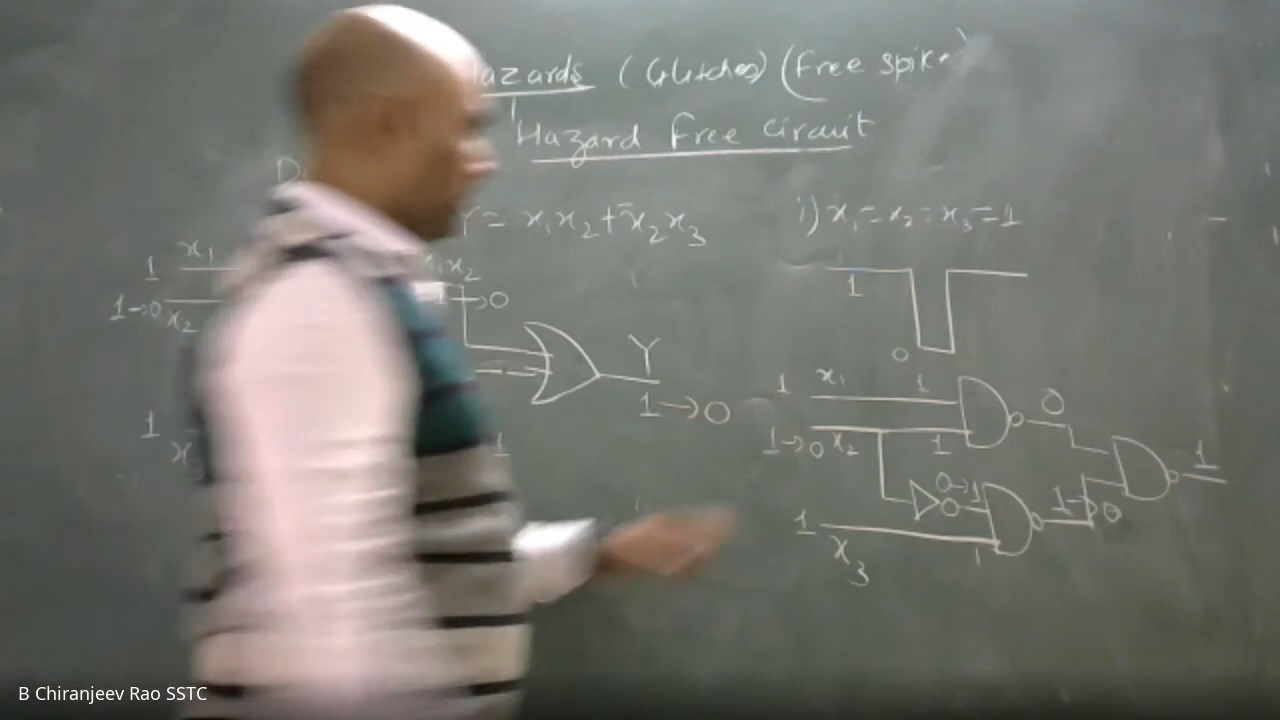 azards (Glitches) (Free spike)
Hazard Free circuit
D
Y = x₁x₂+x̄₂x₃
i) x₁=x₂=x₃=1
1 x₁
1→0 x₂
x₁x₂
→0
1 x
1
Y
1→0
1
0
1 x₁ 1 0
1→0 x₂ 1 1
0→1 1→0
1 x₃ 1
B Chiranjeev Rao SSTC